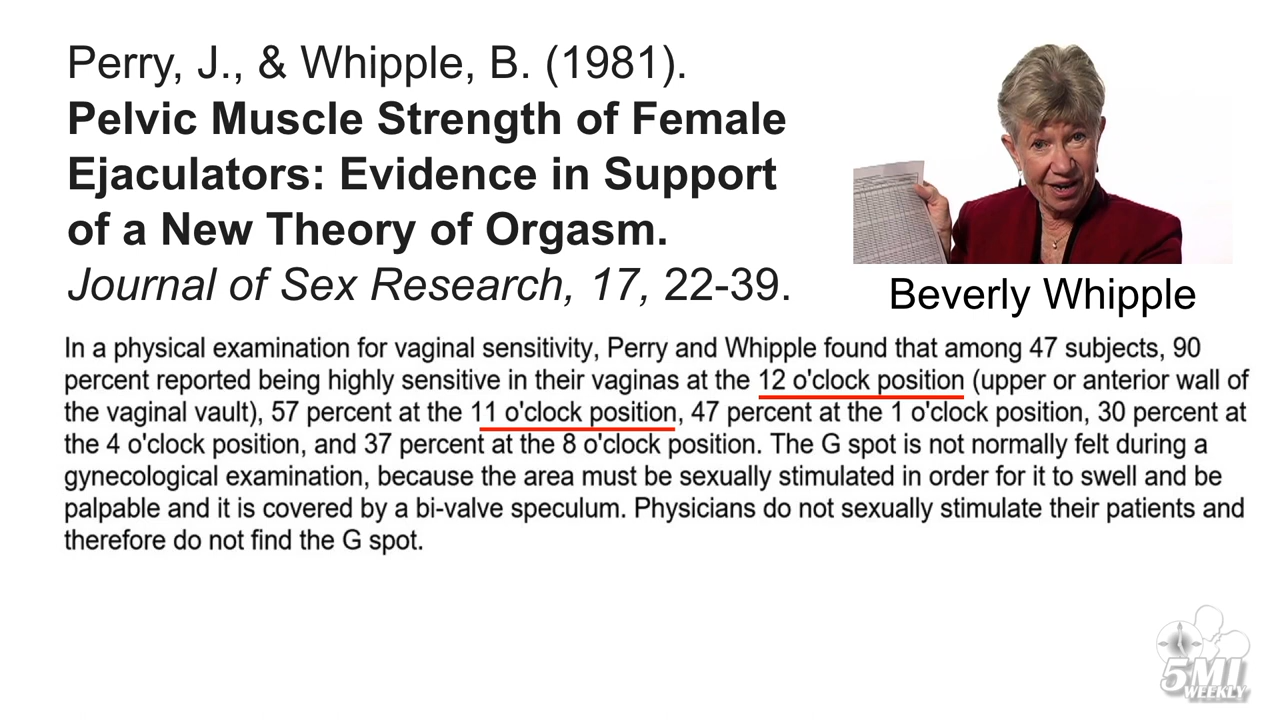 Perry, J., & Whipple, B. (1981).
Pelvic Muscle Strength of Female
Ejaculators: Evidence in Support
of a New Theory of Orgasm.
Journal of Sex Research, 17, 22-39.
Beverly Whipple
In a physical examination for vaginal sensitivity, Perry and Whipple found that among 47 subjects, 90
percent reported being highly sensitive in their vaginas at the 12 o'clock position (upper or anterior wall of
the vaginal vault), 57 percent at the 11 o'clock position, 47 percent at the 1 o'clock position, 30 percent at
the 4 o'clock position, and 37 percent at the 8 o'clock position. The G spot is not normally felt during a
gynecological examination, because the area must be sexually stimulated in order for it to swell and be
palpable and it is covered by a bi-valve speculum. Physicians do not sexually stimulate their patients and
therefore do not find the G spot.
5MI
WEEKLY